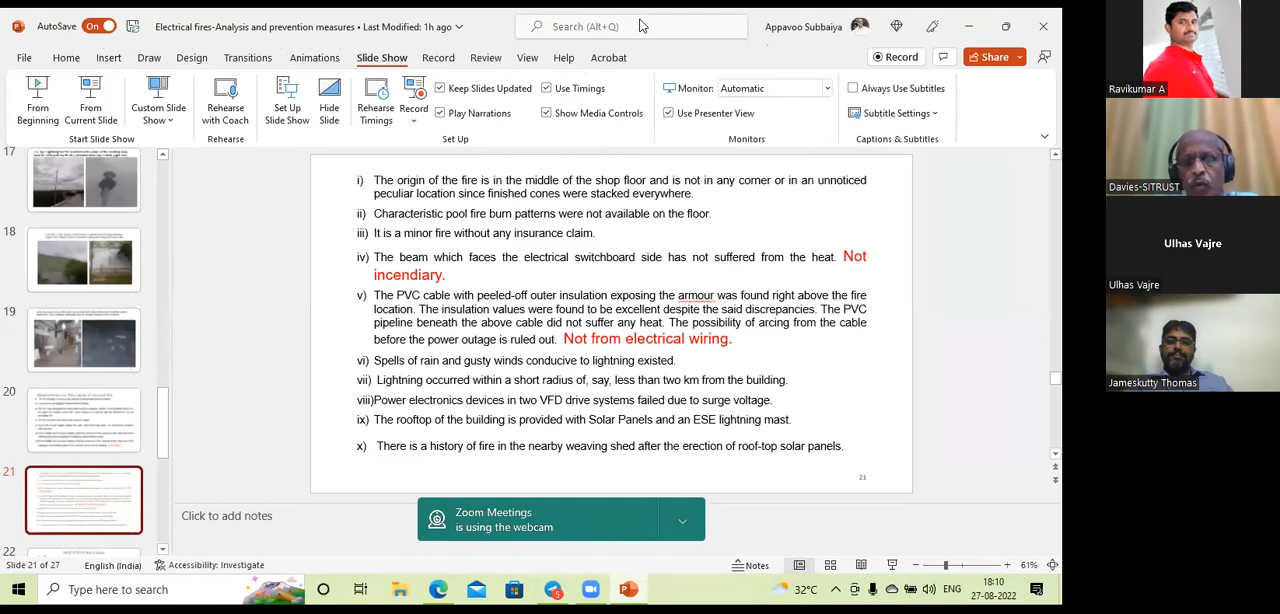 AutoSave On Electrical fires-Analysis and prevention measures • Last Modified: 1h ago Search (Alt+Q) Appavoo Subbaiya
File Home Insert Draw Design Transitions Animations Slide Show Record Review View Help Acrobat Record Share
From Beginning
From Current Slide
Custom Slide Show
Rehearse with Coach
Set Up Slide Show
Hide Slide
Rehearse Timings
Record
Keep Slides Updated
Play Narrations
Use Timings
Show Media Controls
Monitor: Automatic
Use Presenter View
Always Use Subtitles
Subtitle Settings
Start Slide Show Rehearse Set Up Monitors Captions & Subtitles
17
18
19
20
21
22
i) The origin of the fire is in the middle of the shop floor and is not in any corner or in an unnoticed
peculiar location since finished cones were stacked everywhere.
ii) Characteristic pool fire burn patterns were not available on the floor.
iii) It is a minor fire without any insurance claim.
iv) The beam which faces the electrical switchboard side has not suffered from the heat. Not
incendiary.
v) The PVC cable with peeled-off outer insulation exposing the armour was found right above the fire
location. The insulation values were found to be excellent despite the said discrepancies. The PVC
pipeline beneath the above cable did not suffer any heat. The possibility of arcing from the cable
before the power outage is ruled out. Not from electrical wiring.
vi) Spells of rain and gusty winds conducive to lightning existed.
vii) Lightning occurred within a short radius of, say, less than two km from the building.
viii)Power electronics devices in two VFD drive systems failed due to surge voltage.
ix) The rooftop of the building is provided with Solar Panels and an ESE lightning mast.
x) There is a history of fire in the nearby weaving shed after the erection of roof-top solar panels.
21
Click to add notes
Zoom Meetings
is using the webcam
Slide 21 of 27 English (India) Accessibility: Investigate Notes 61%
Type here to search
5
32°C
ENG
18:10
27-08-2022
Ravikumar A
Davies-SITRUST
Ulhas Vajre
Ulhas Vajre
Jameskutty Thomas